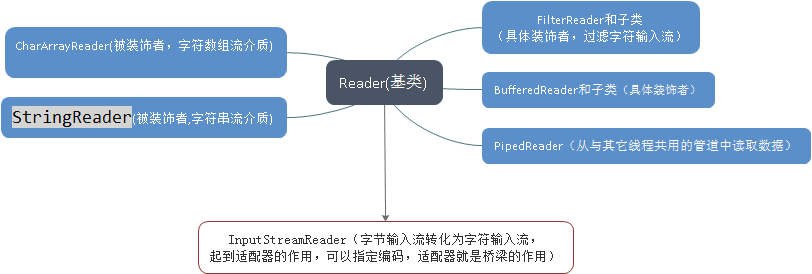 CharArrayReader(被装饰者，字符数组流介质)
StringReader(被装饰者,字符串流介质)
Reader(基类)
FilterReader和子类
（具体装饰者，过滤字符输入流）
BufferedReader和子类（具体装饰者）
PipedReader（从与其它线程共用的管道中读取数据）
InputStreamReader（字节输入流转化为字符输入流，
起到适配器的作用，可以指定编码，适配器就是桥梁的作用）